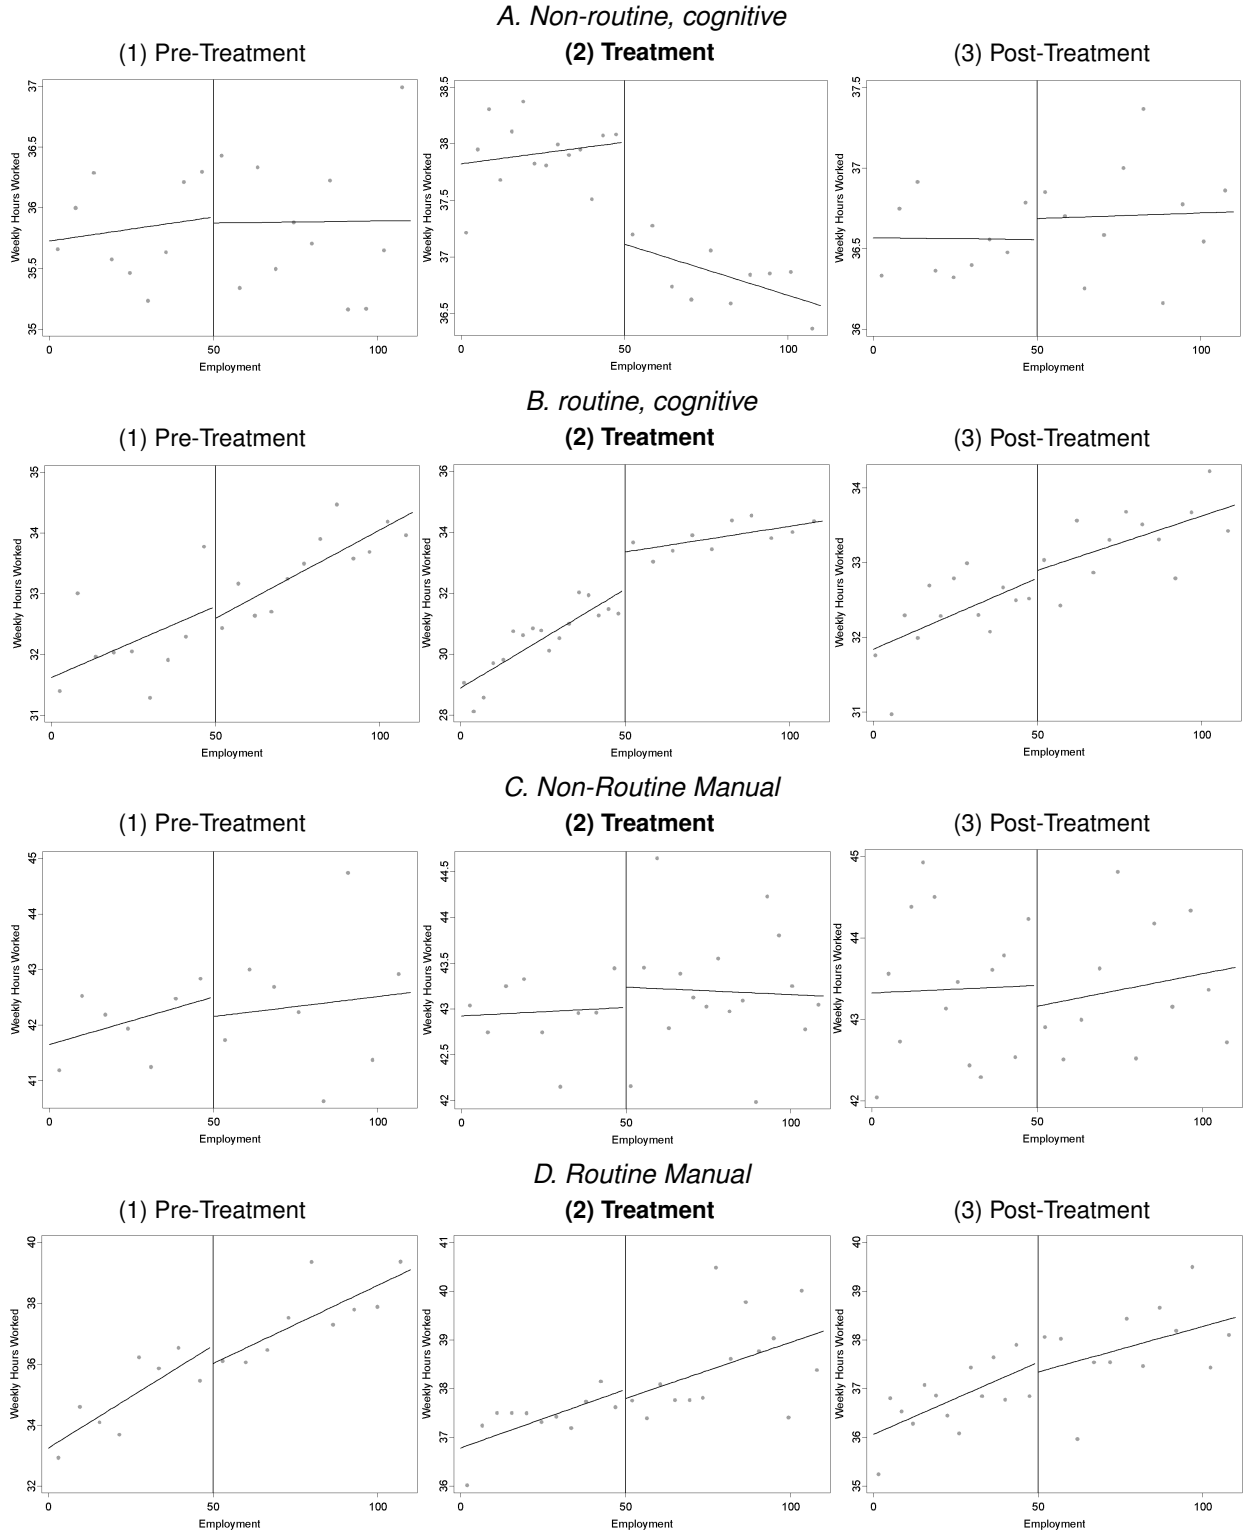 A. Non-routine, cognitive
(1) Pre-Treatment
(2) Treatment
(3) Post-Treatment
Weekly Hours Worked
37
36.5
36
35.5
35
0 50 100
Employment
Weekly Hours Worked
38.5
38
37.5
37
36.5
0 50 100
Employment
Weekly Hours Worked
37.5
37
36.5
36
0 50 100
Employment
B. routine, cognitive
(1) Pre-Treatment
(2) Treatment
(3) Post-Treatment
Weekly Hours Worked
35
34
33
32
31
0 50 100
Employment
Weekly Hours Worked
36
34
32
30
28
0 50 100
Employment
Weekly Hours Worked
34
33
32
31
0 50 100
Employment
C. Non-Routine Manual
(1) Pre-Treatment
(2) Treatment
(3) Post-Treatment
Weekly Hours Worked
45
44
43
42
41
0 50 100
Employment
Weekly Hours Worked
44.5
44
43.5
43
42.5
42
0 50 100
Employment
Weekly Hours Worked
45
44
43
42
0 50 100
Employment
D. Routine Manual
(1) Pre-Treatment
(2) Treatment
(3) Post-Treatment
Weekly Hours Worked
40
38
36
34
32
0 50 100
Employment
Weekly Hours Worked
41
40
39
38
37
36
0 50 100
Employment
Weekly Hours Worked
40
39
38
37
36
35
0 50 100
Employment